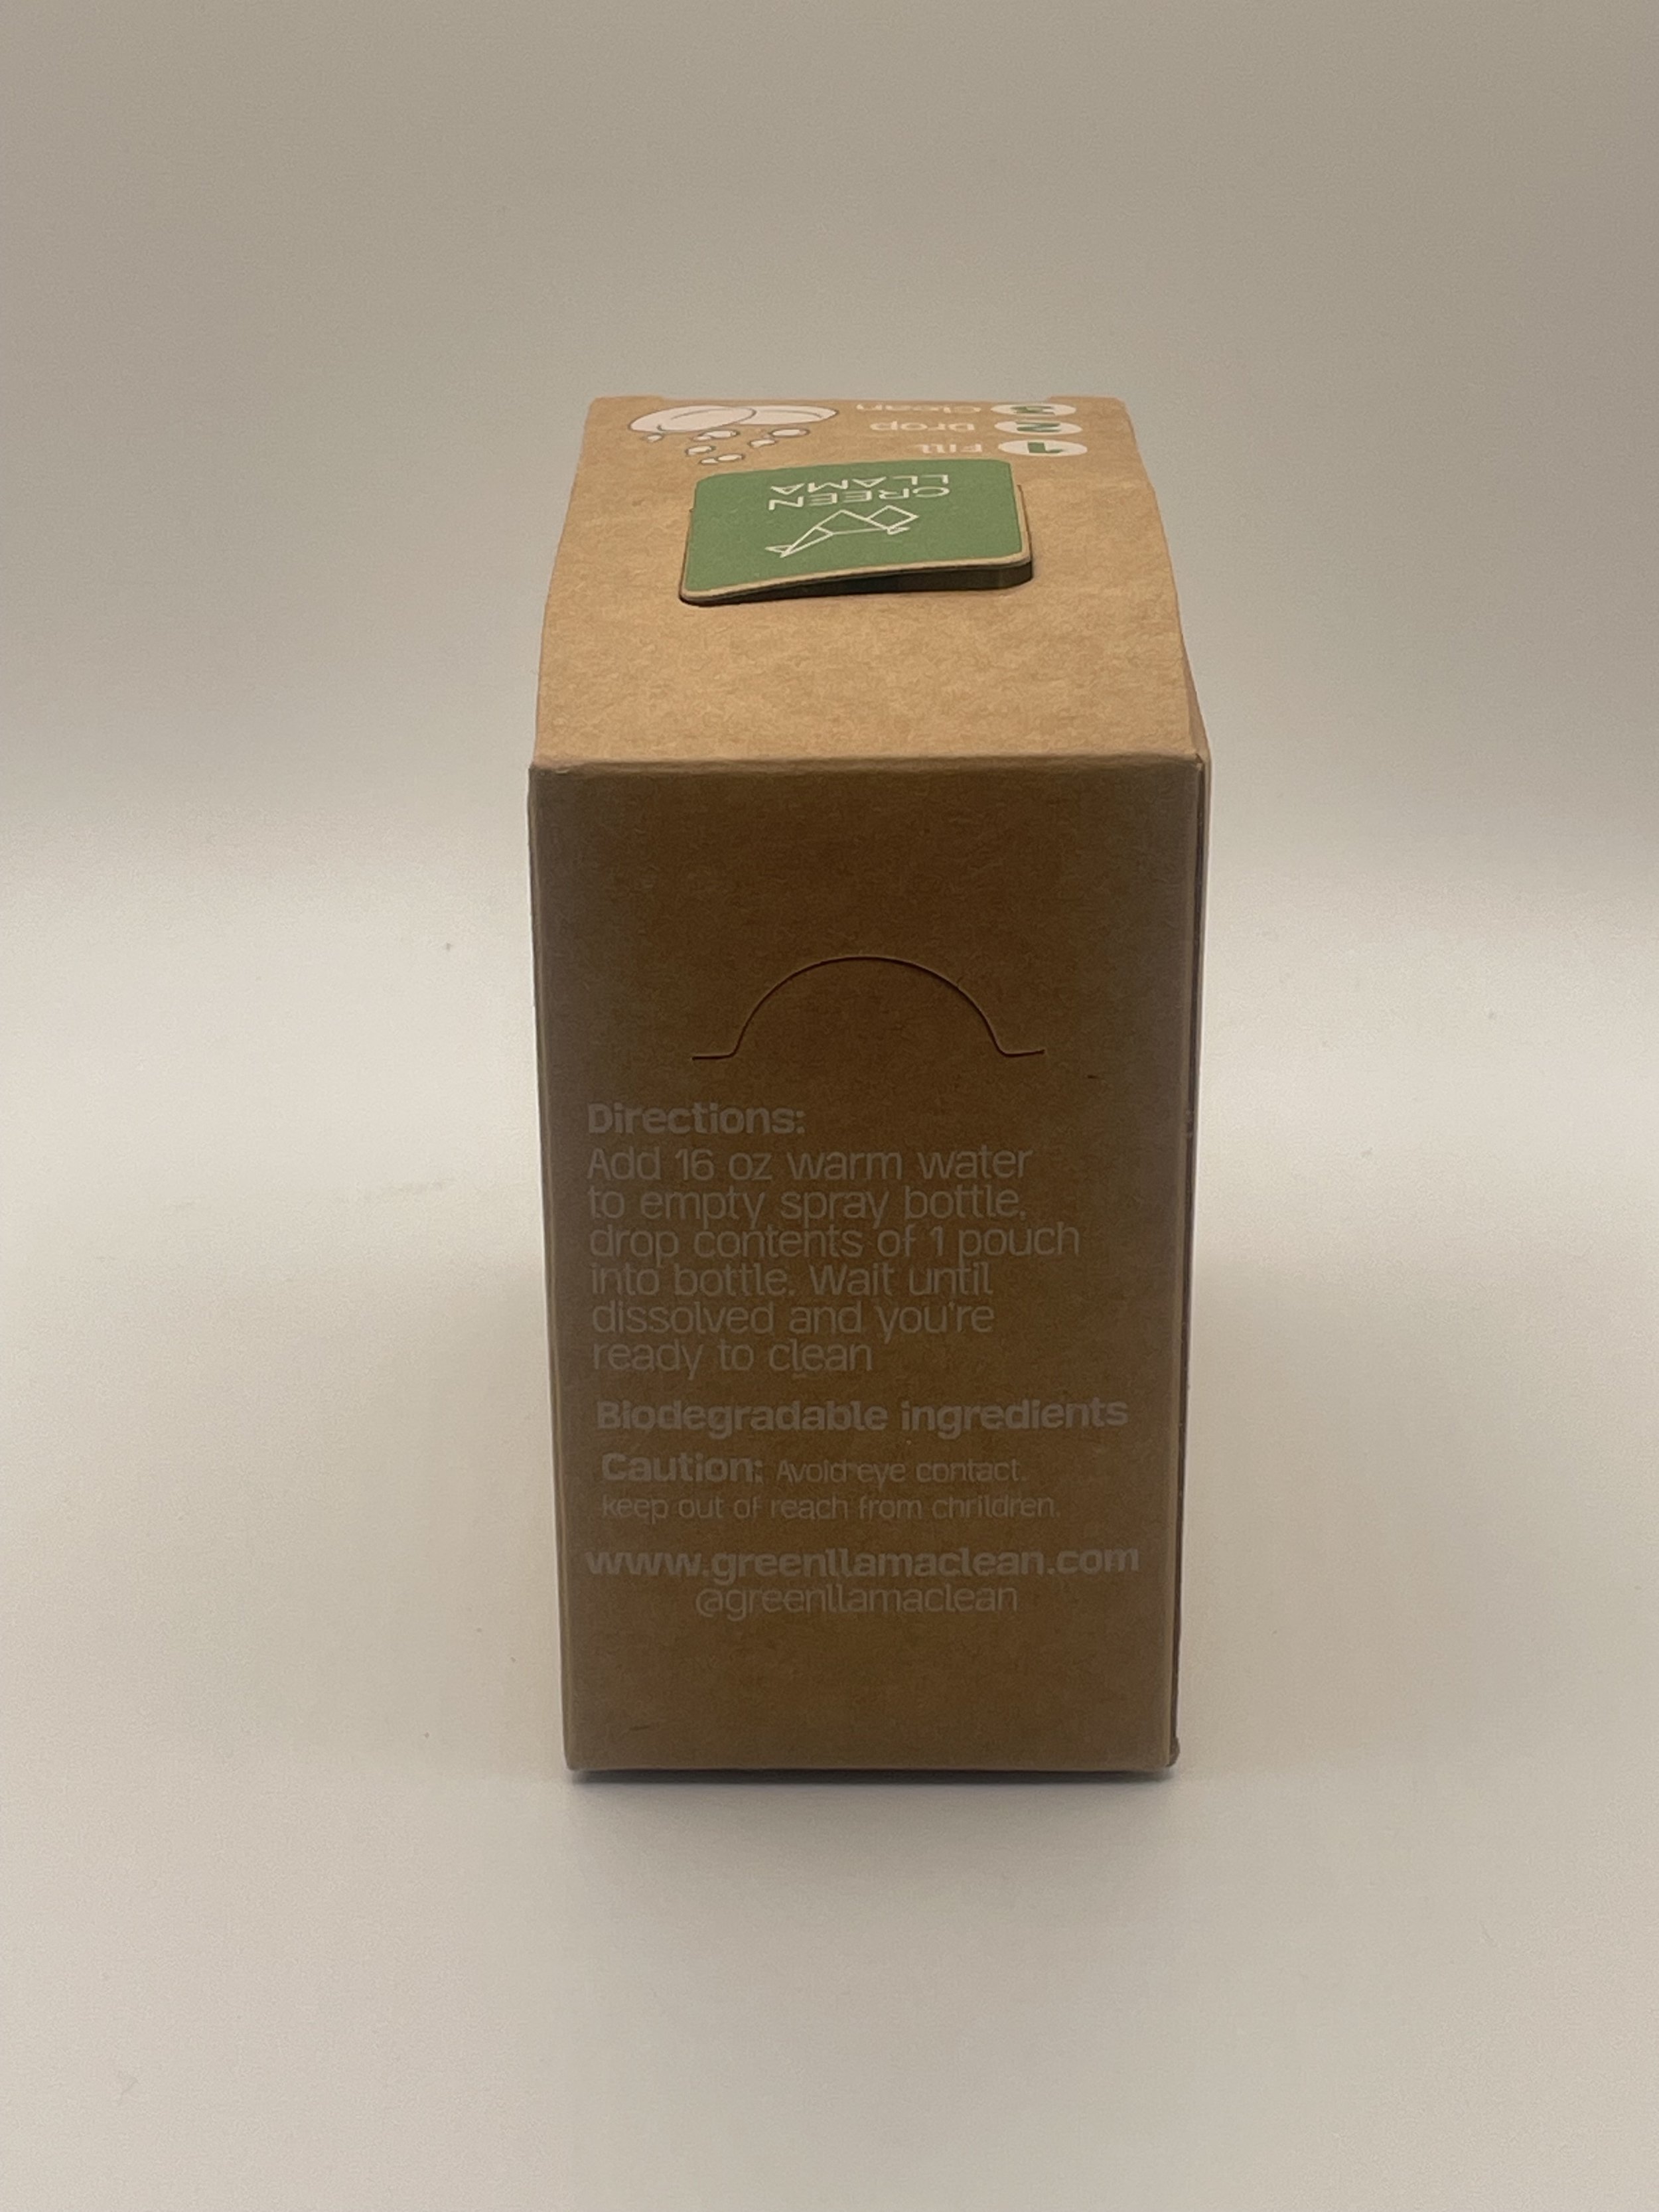 3 Clean
2 Drop
1 Fill
GREEN
LLAMA
Directions:
Add 16 oz warm water
to empty spray bottle,
drop contents of 1 pouch
into bottle. Wait until
dissolved and you're
ready to clean
Biodegradable ingredients
Caution: Avoid eye contact.
keep out of reach from chrildren.
www.greenllamaclean.com
@greenllamaclean